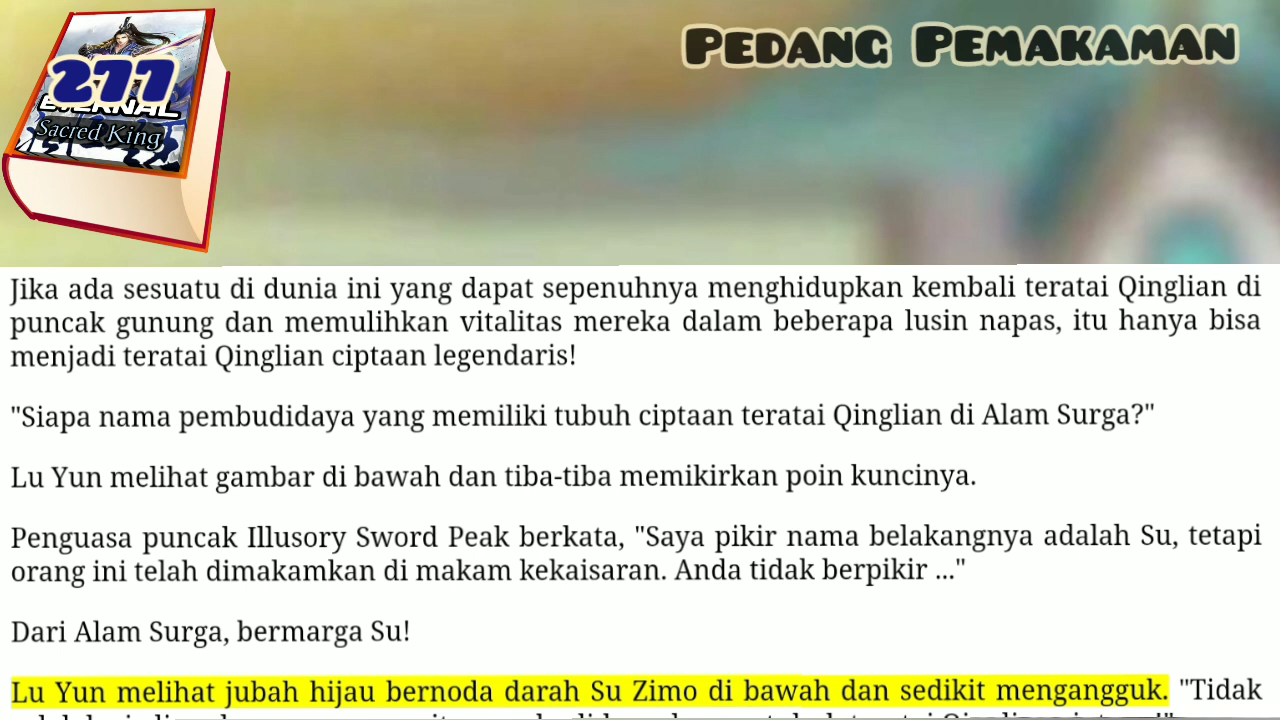 PEDANG PEMAKAMAN
277
ETERNAL
Sacred King
Jika ada sesuatu di dunia ini yang dapat sepenuhnya menghidupkan kembali teratai Qinglian di
puncak gunung dan memulihkan vitalitas mereka dalam beberapa lusin napas, itu hanya bisa
menjadi teratai Qinglian ciptaan legendaris!
"Siapa nama pembudidaya yang memiliki tubuh ciptaan teratai Qinglian di Alam Surga?"
Lu Yun melihat gambar di bawah dan tiba-tiba memikirkan poin kuncinya.
Penguasa puncak Illusory Sword Peak berkata, "Saya pikir nama belakangnya adalah Su, tetapi
orang ini telah dimakamkan di makam kekaisaran. Anda tidak berpikir ..."
Dari Alam Surga, bermarga Su!
Lu Yun melihat jubah hijau bernoda darah Su Zimo di bawah dan sedikit mengangguk. "Tidak